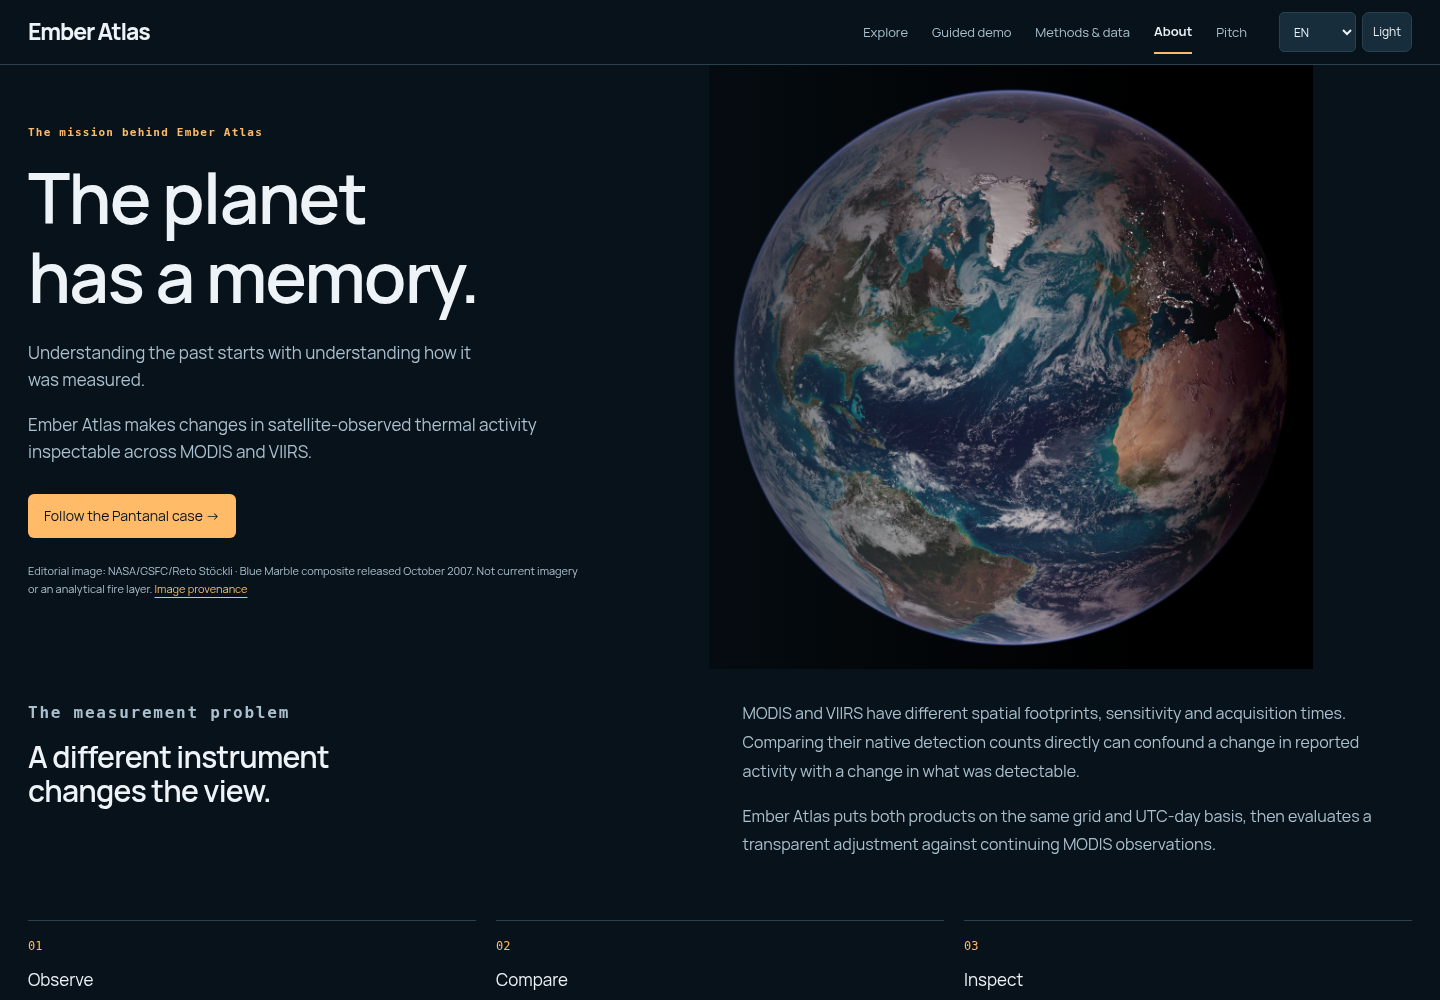 Ember Atlas
Explore
Guided demo
Methods & data
About
Pitch
EN
Light
The mission behind Ember Atlas
The planet
has a memory.
Understanding the past starts with understanding how it
was measured.
Ember Atlas makes changes in satellite-observed thermal activity
inspectable across MODIS and VIIRS.
Follow the Pantanal case →
Editorial image: NASA/GSFC/Reto Stöckli · Blue Marble composite released October 2007. Not current imagery
or an analytical fire layer. Image provenance
The measurement problem
A different instrument
changes the view.
MODIS and VIIRS have different spatial footprints, sensitivity and acquisition times.
Comparing their native detection counts directly can confound a change in reported
activity with a change in what was detectable.
Ember Atlas puts both products on the same grid and UTC-day basis, then evaluates a
transparent adjustment against continuing MODIS observations.
01
Observe
02
Compare
03
Inspect